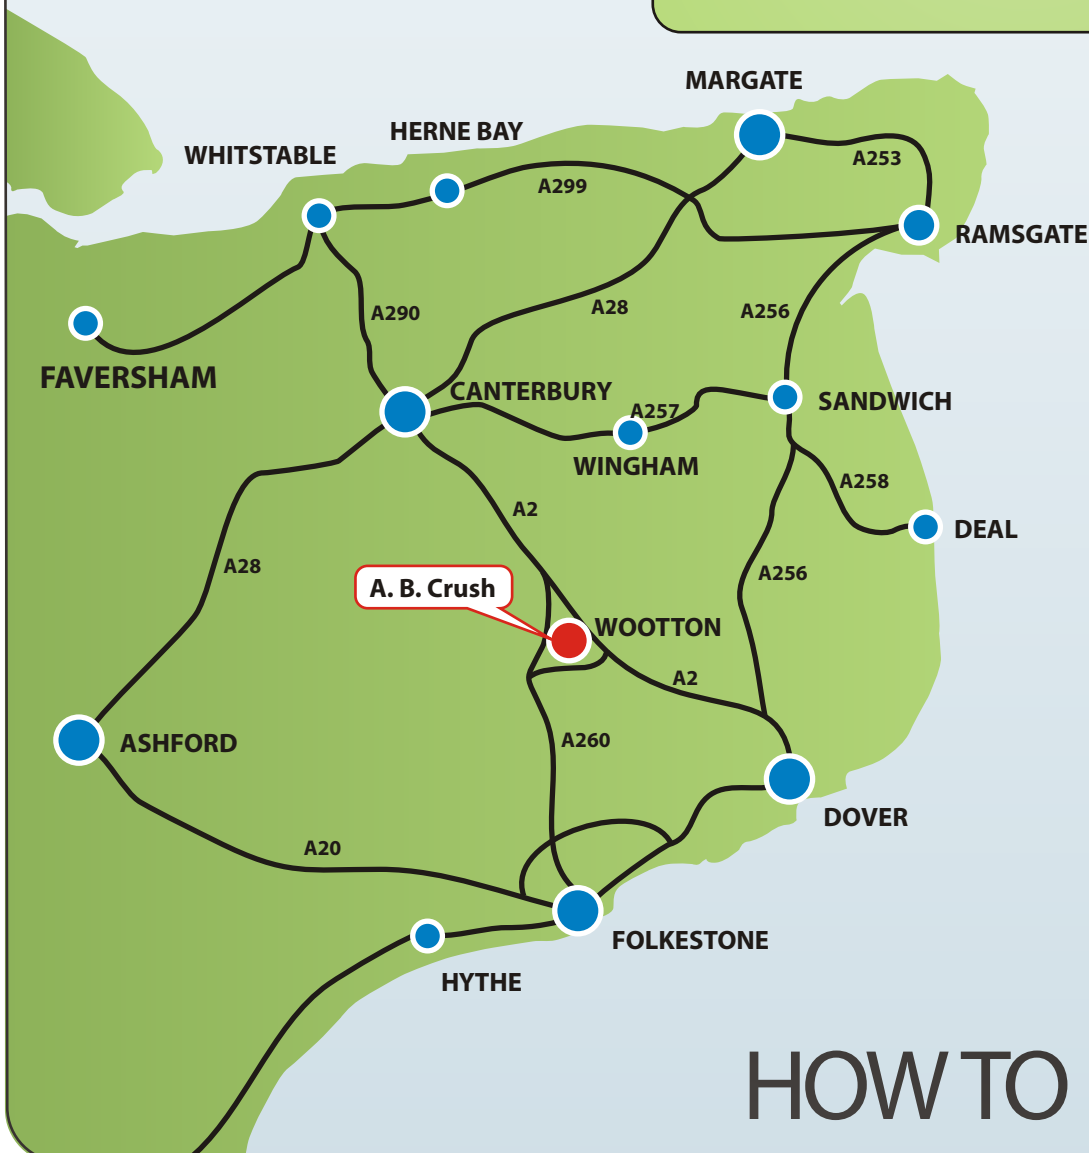 MARGATE
HERNE BAY
WHITSTABLE
A253
A299
RAMSGATE
A28
A290
A256
FAVERSHAM
CANTERBURY
SANDWICH
A257
WINGHAM
A258
A2
DEAL
A28
A256
A. B. Crush
WOOTTON
A2
ASHFORD
A260
DOVER
A20
FOLKESTONE
HYTHE
HOW TO